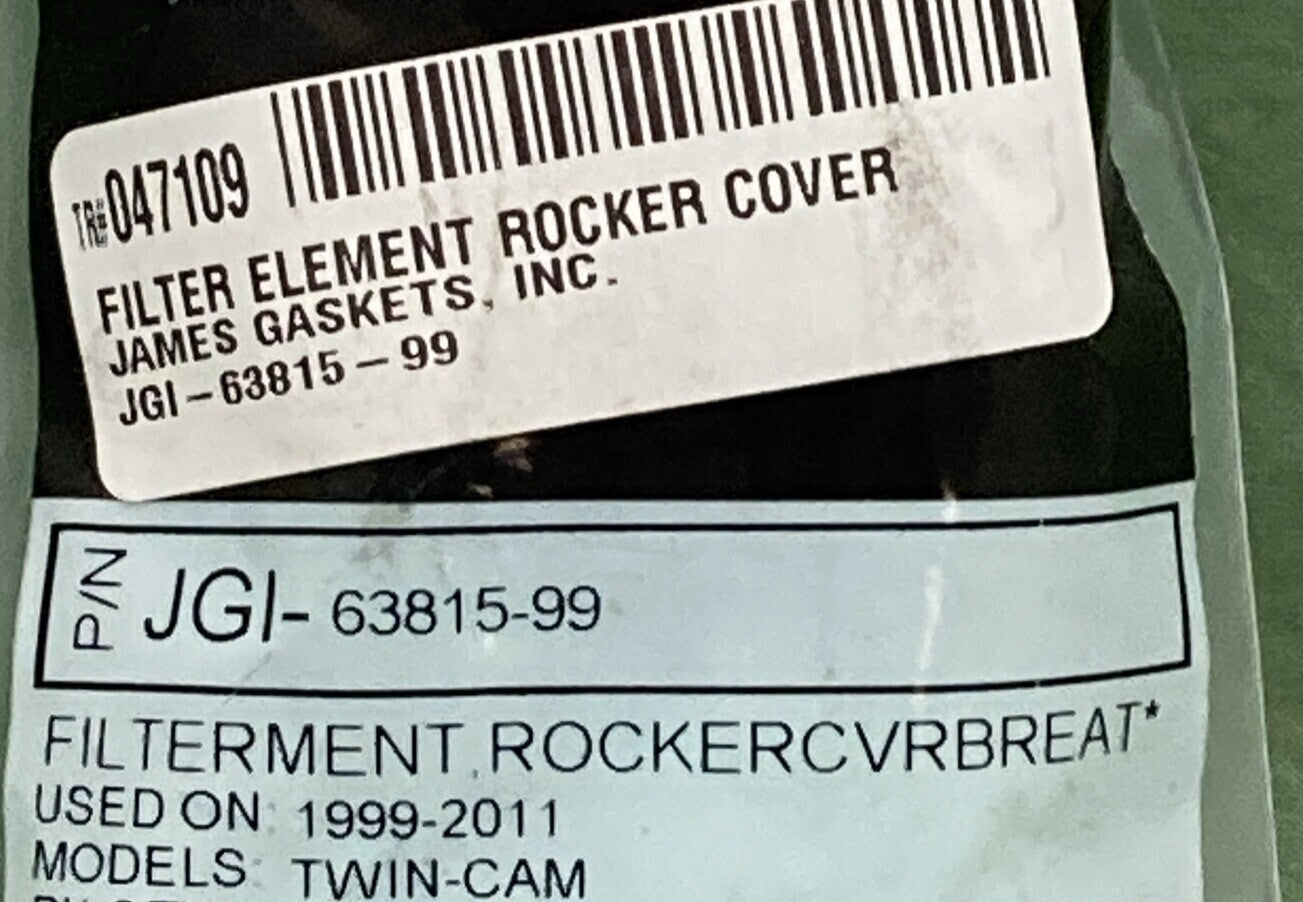 TR#047109
FILTER ELEMENT ROCKER COVER
JAMES GASKETS, INC.
JGI-63815-99
P/N JGI- 63815-99
FILTERMENT,ROCKERCVRBREAT*
USED ON: 1999-2011
MODELS: TWIN-CAM